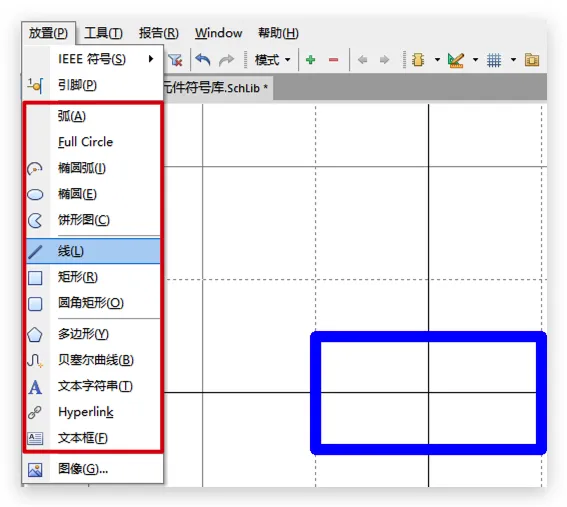 放置(P) 工具(T) 报告(R) Window 帮助(H)
IEEE 符号(S)
模式
引脚(P)
元件符号库.SchLib *
弧(A)
Full Circle
椭圆弧(I)
椭圆(E)
饼形图(C)
线(L)
矩形(R)
圆角矩形(O)
多边形(Y)
贝塞尔曲线(B)
文本字符串(T)
Hyperlink
文本框(F)
图像(G)...